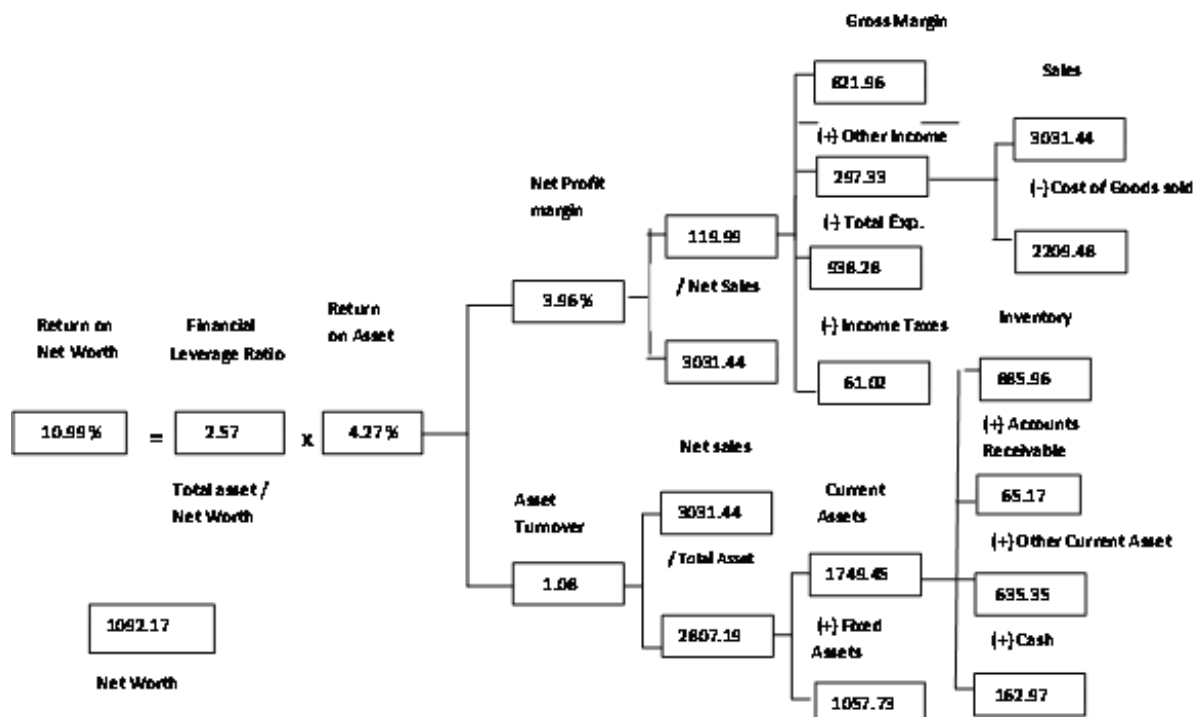 Gross Margin
821.96
Sales
(+) Other Income
3031.44
297.33
(-) Cost of Goods sold
Net Profit
margin
119.99
(-) Total Exp.
2209.48
938.28
3.96%
/ Net Sales
(-) Income Taxes
Inventory
Return on
Net Worth
Financial
Leverage Ratio
Return
on Asset
3031.44
61.02
885.96
10.99%
=
2.57
x
4.27%
(+) Accounts
Receivable
Net sales
Total asset /
Net Worth
Asset
Turnover
3031.44
Current
Assets
65.17
/ Total Asset
(+) Other Current Asset
1.08
1749.45
635.35
1092.17
2807.19
(+) Fixed
Assets
(+) Cash
Net Worth
1057.73
162.97